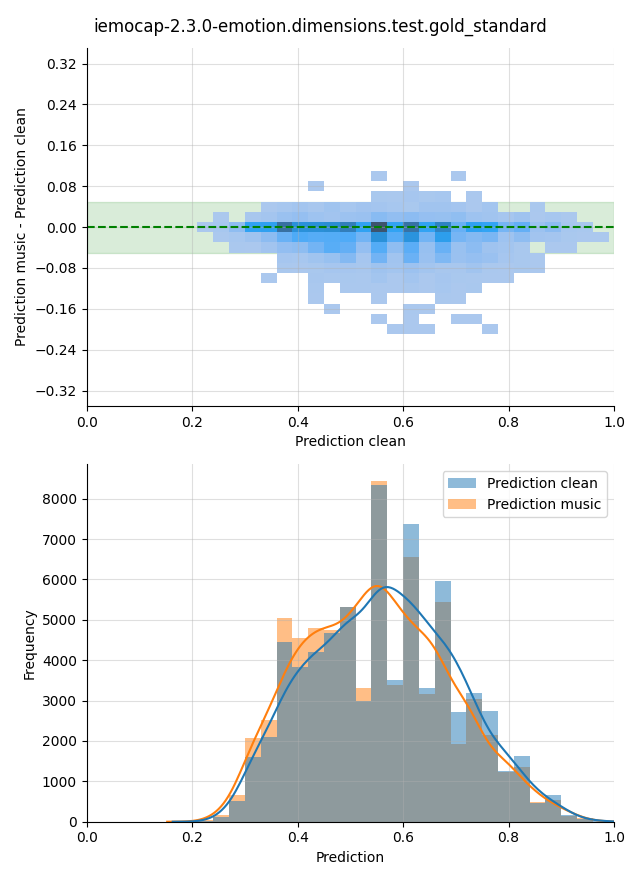 iemocap-2.3.0-emotion.dimensions.test.gold_standard
Prediction music - Prediction clean
0.32
0.24
0.16
0.08
0.00
−0.08
−0.16
−0.24
−0.32
0.0 0.2 0.4 0.6 0.8 1.0
Prediction clean
Frequency
8000
7000
6000
5000
4000
3000
2000
1000
0
Prediction clean
Prediction music
0.0 0.2 0.4 0.6 0.8 1.0
Prediction